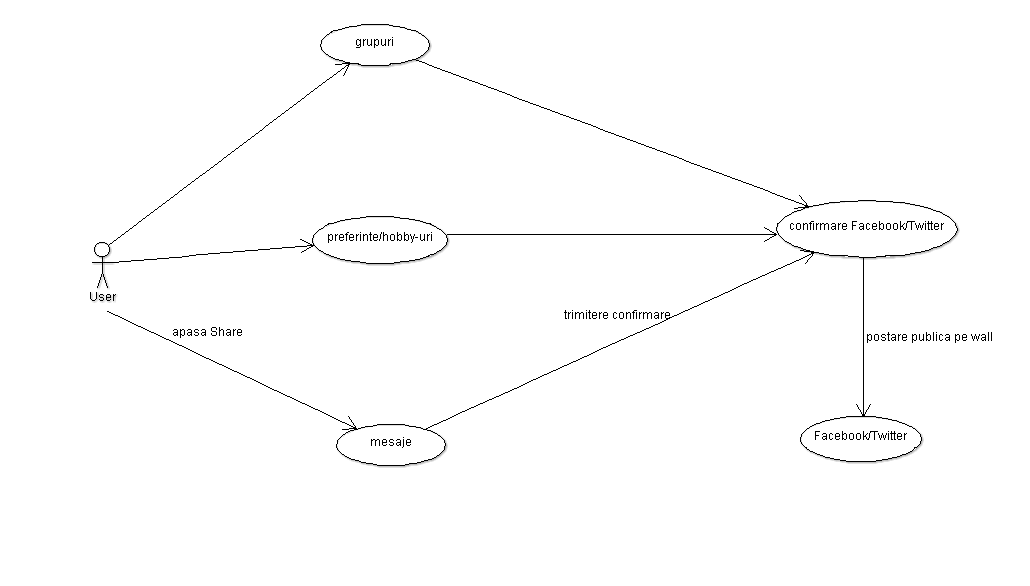 grupuri
confirmare Facebook/Twitter
preferinte/hobby-uri
User
apasa Share
trimitere confirmare
postare publica pe wall
mesaje
Facebook/Twitter